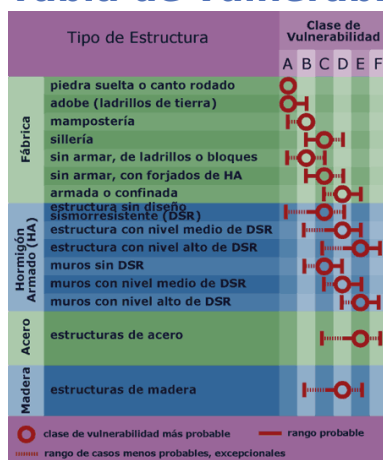 Tipo de Estructura
Clase de
Vulnerabilidad
A B C D E F
Fábrica
piedra suelta o canto rodado
adobe (ladrillos de tierra)
mampostería
sillería
sin armar, de ladrillos o bloques
sin armar, con forjados de HA
armada o confinada
Hormigón
Armado (HA)
estructura sin diseño
sismorresistente (DSR)
estructura con nivel medio de DSR
estructura con nivel alto de DSR
muros sin DSR
muros con nivel medio de DSR
muros con nivel alto de DSR
Acero
estructuras de acero
Madera
estructuras de madera
clase de vulnerabilidad más probable
rango probable
rango de casos menos probables, excepcionales